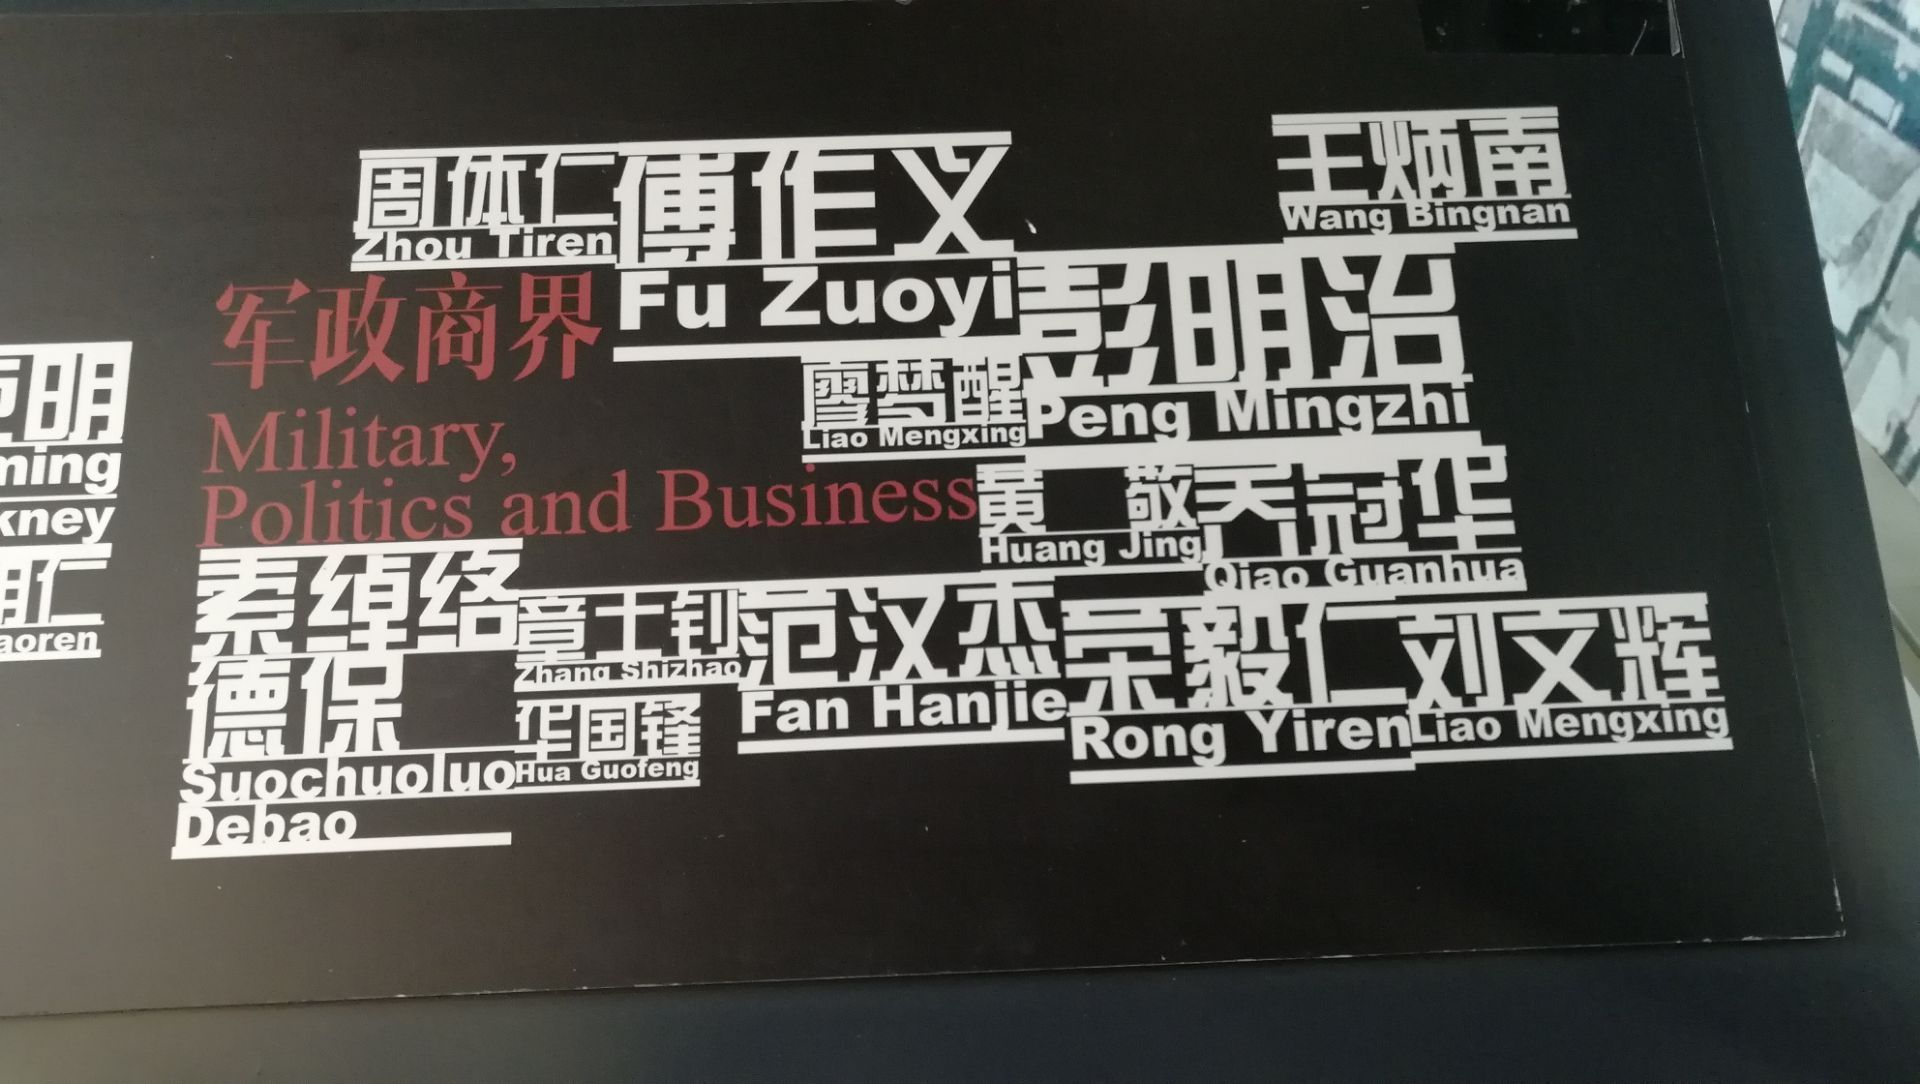 明
ming
kney
仁
aoren
周体仁
Zhou Tiren
傅作义
Fu Zuoyi
王炳南
Wang Bingnan
军政商界
Military,
Politics and Business
彭明治
Peng Mingzhi
廖梦醒
Liao Mengxing
黄敬
Huang Jing
乔冠华
Qiao Guanhua
索绰络
德保
Suochuoluo
Debao
章士钊
Zhang Shizhao
华国锋
Hua Guofeng
范汉杰
Fan Hanjie
荣毅仁
Rong Yiren
刘文辉
Liao Mengxing